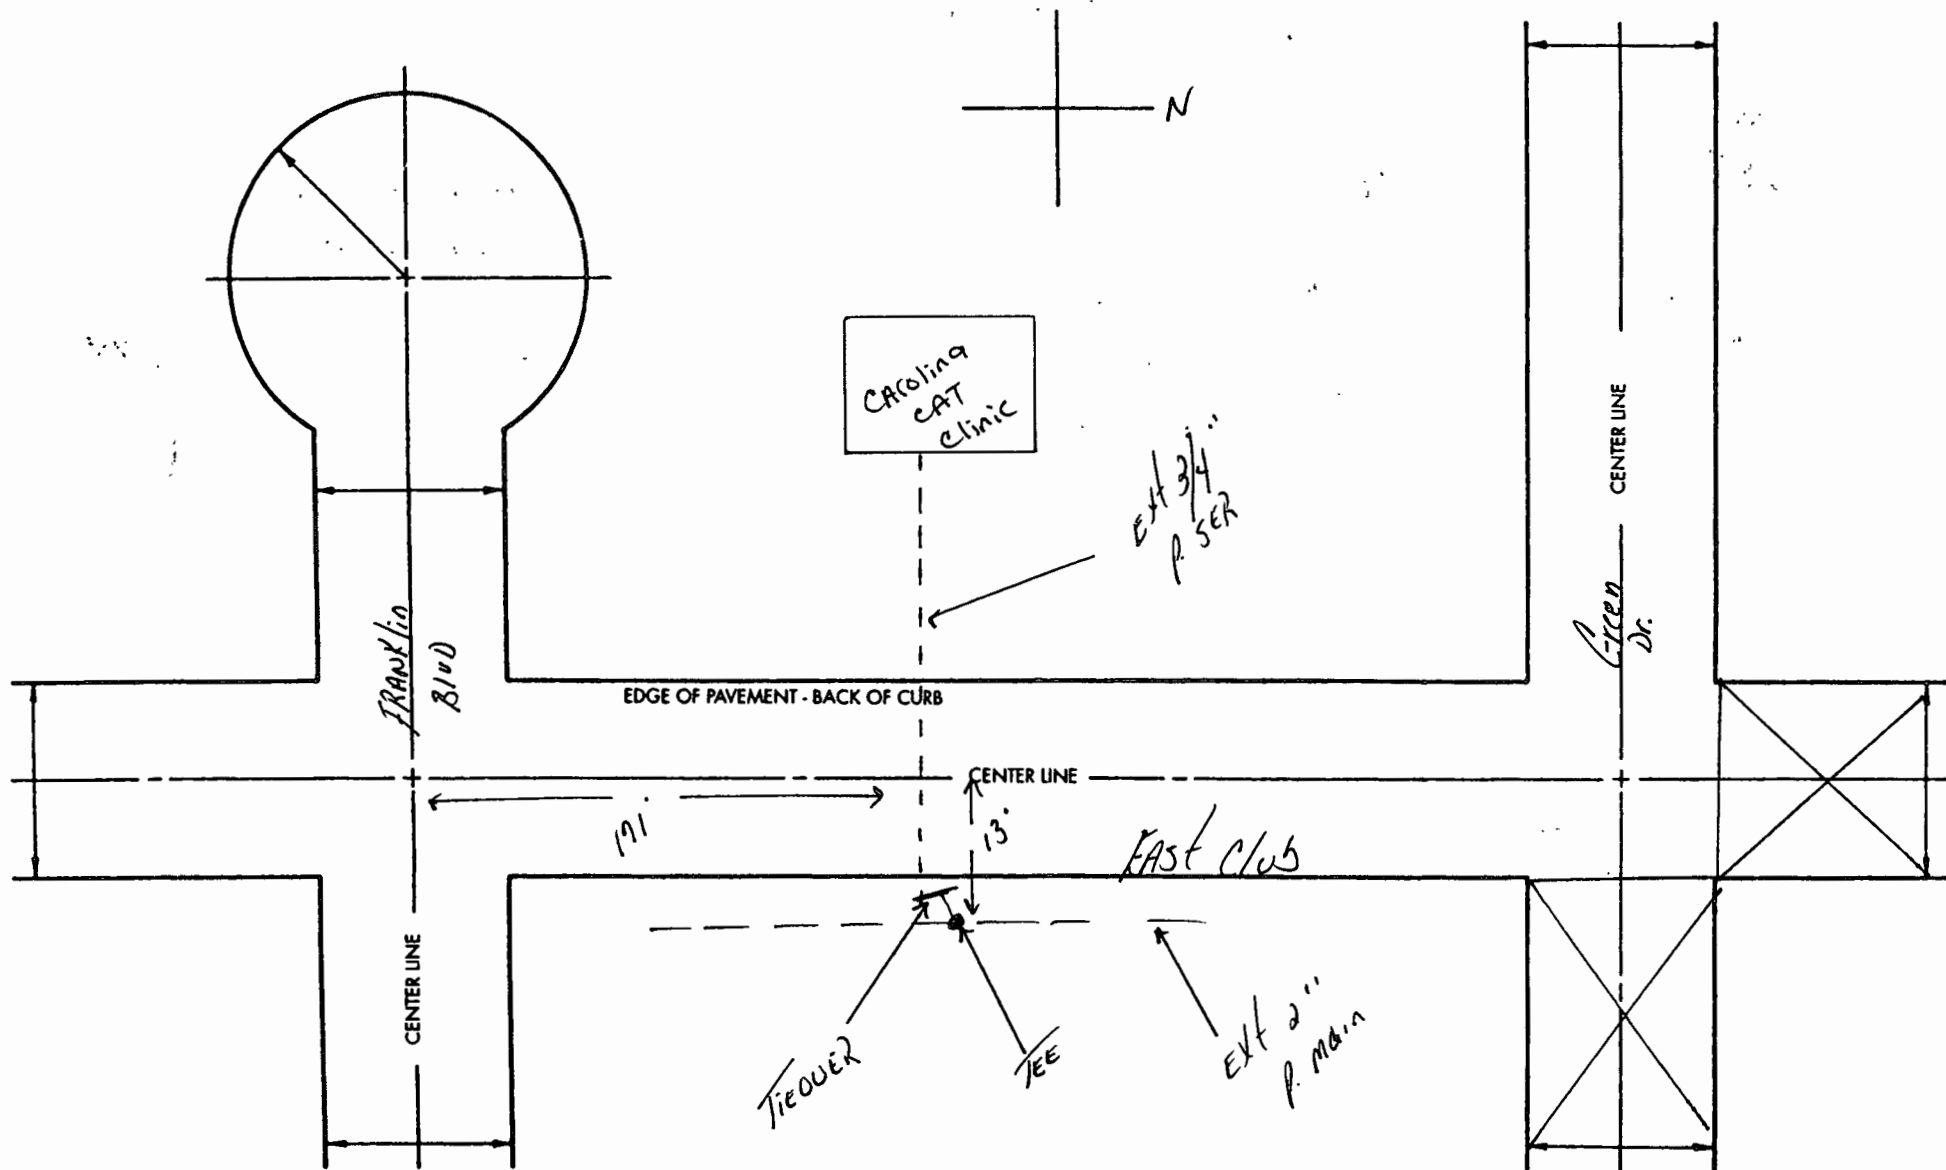 N
CENTER LINE
CAROlina
CAT
Clinic
Ext 3/4"
p. SER
FRANKlin
Blvd
Green
Dr.
EDGE OF PAVEMENT - BACK OF CURB
CENTER LINE
171'
13'
EAST Club
CENTER LINE
TieOVER
TEE
Ext 2"
p. Main